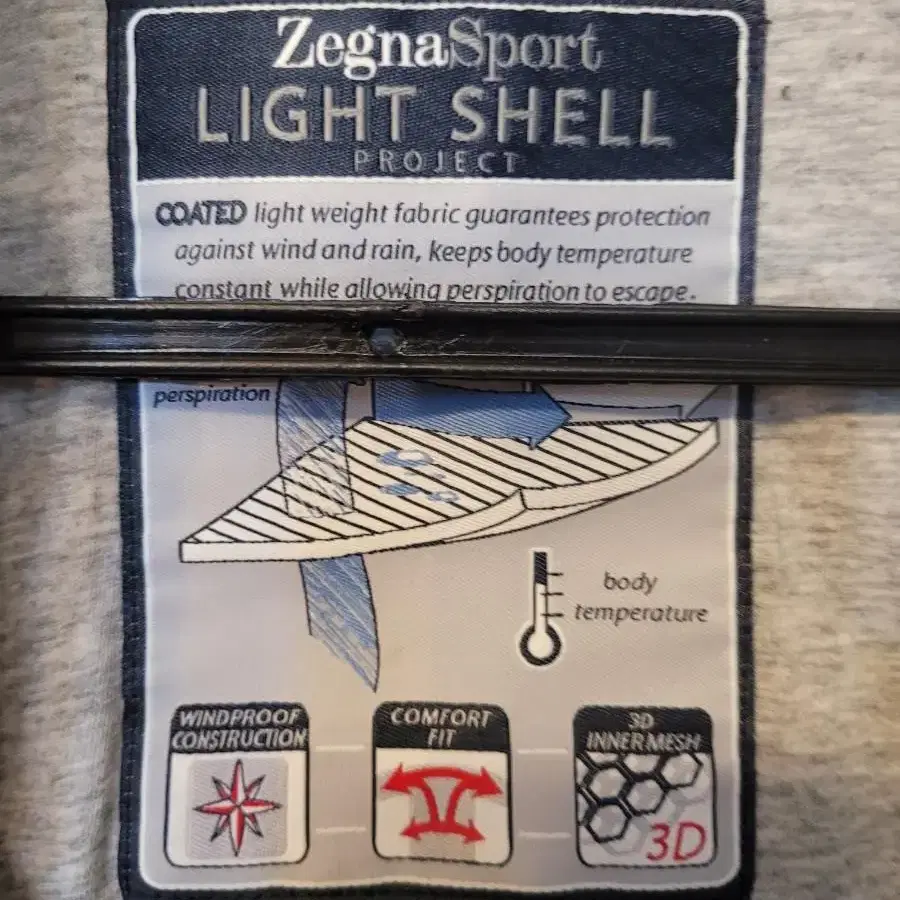 ZegnaSport
LIGHT SHELL
PROJECT
COATED light weight fabric guarantees protection
against wind and rain, keeps body temperature
constant while allowing perspiration to escape.
perspiration
body
temperature
WINDPROOF
CONSTRUCTION
COMFORT
FIT
3D
INNER MESH
3D